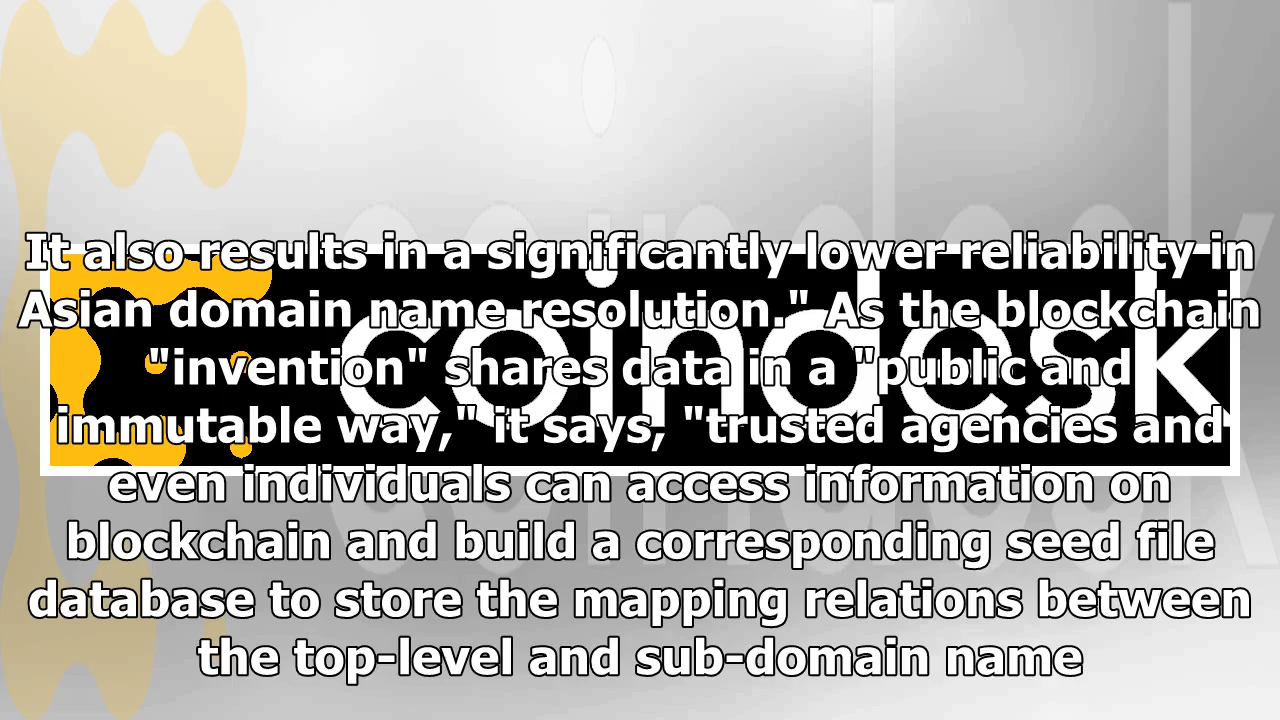 It also results in a significantly lower reliability in
Asian domain name resolution." As the blockchain
"invention" shares data in a "public and
immutable way," it says, "trusted agencies and
even individuals can access information on
blockchain and build a corresponding seed file
database to store the mapping relations between
the top-level and sub-domain name
coindesk